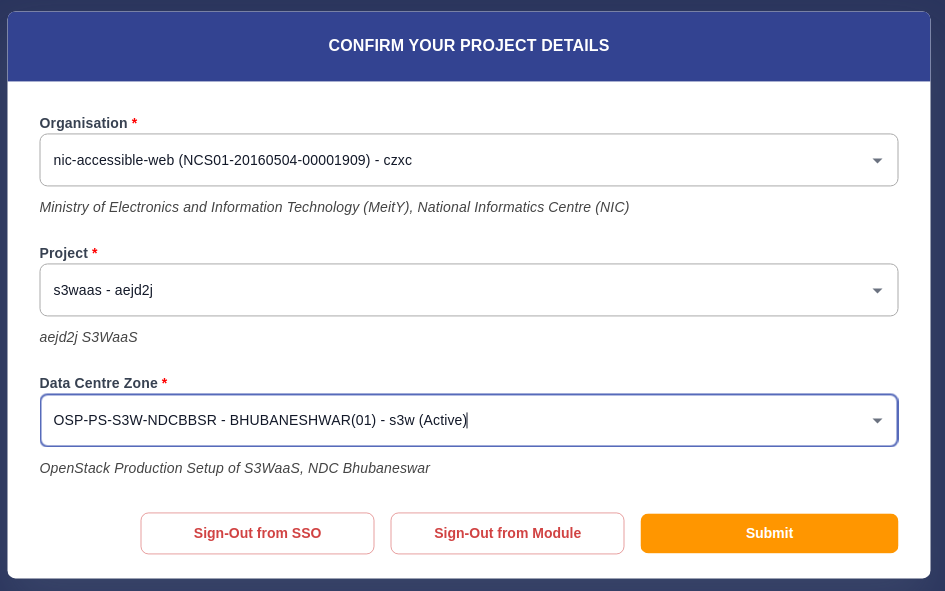 CONFIRM YOUR PROJECT DETAILS
Organisation *
nic-accessible-web (NCS01-20160504-00001909) - czxc
Ministry of Electronics and Information Technology (MeitY), National Informatics Centre (NIC)
Project *
s3waas - aejd2j
aejd2j S3WaaS
Data Centre Zone *
OSP-PS-S3W-NDCBBSR - BHUBANESHWAR(01) - s3w (Active)
OpenStack Production Setup of S3WaaS, NDC Bhubaneswar
Sign-Out from SSO
Sign-Out from Module
Submit